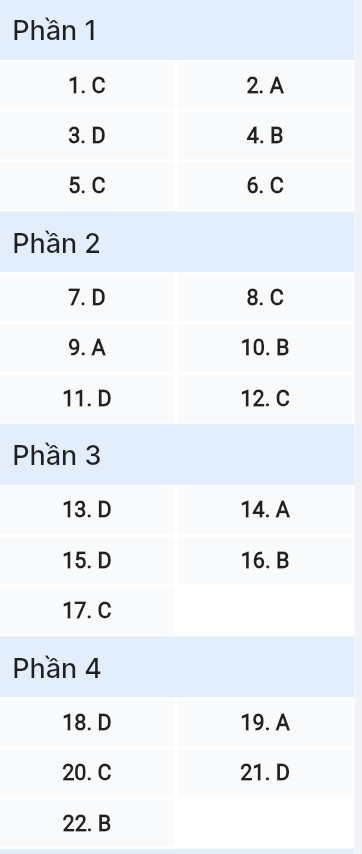 Phần 1
1. C 2. A
3. D 4. B
5. C 6. C
Phần 2
7. D 8. C
9. A 10. B
11. D 12. C
Phần 3
13. D 14. A
15. D 16. B
17. C
Phần 4
18. D 19. A
20. C 21. D
22. B